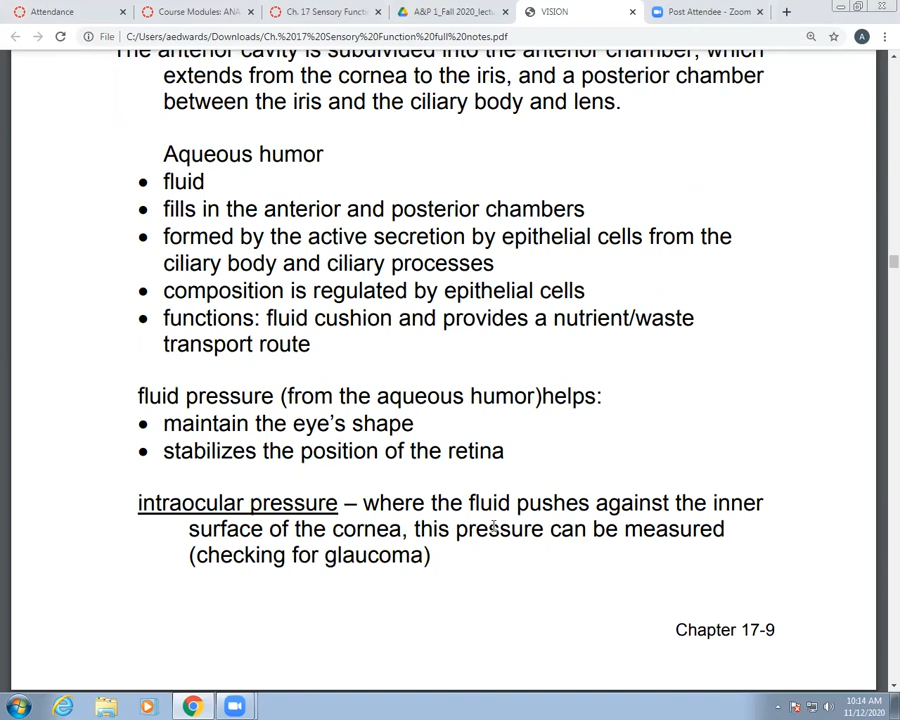 Attendance
Course Modules: ANA
Ch. 17 Sensory Functi
A&P 1_Fall 2020_lectu
VISION
Post Attendee - Zoom
File
C:/Users/aedwards/Downloads/Ch.%2017%20Sensory%20Function%20full%20notes.pdf
A
The anterior cavity is subdivided into the anterior chamber, which
extends from the cornea to the iris, and a posterior chamber
between the iris and the ciliary body and lens.
Aqueous humor
• fluid
• fills in the anterior and posterior chambers
• formed by the active secretion by epithelial cells from the
ciliary body and ciliary processes
• composition is regulated by epithelial cells
• functions: fluid cushion and provides a nutrient/waste
transport route
fluid pressure (from the aqueous humor)helps:
• maintain the eye’s shape
• stabilizes the position of the retina
intraocular pressure – where the fluid pushes against the inner
surface of the cornea, this pressure can be measured
(checking for glaucoma)
Chapter 17-9
10:14 AM
11/12/2020